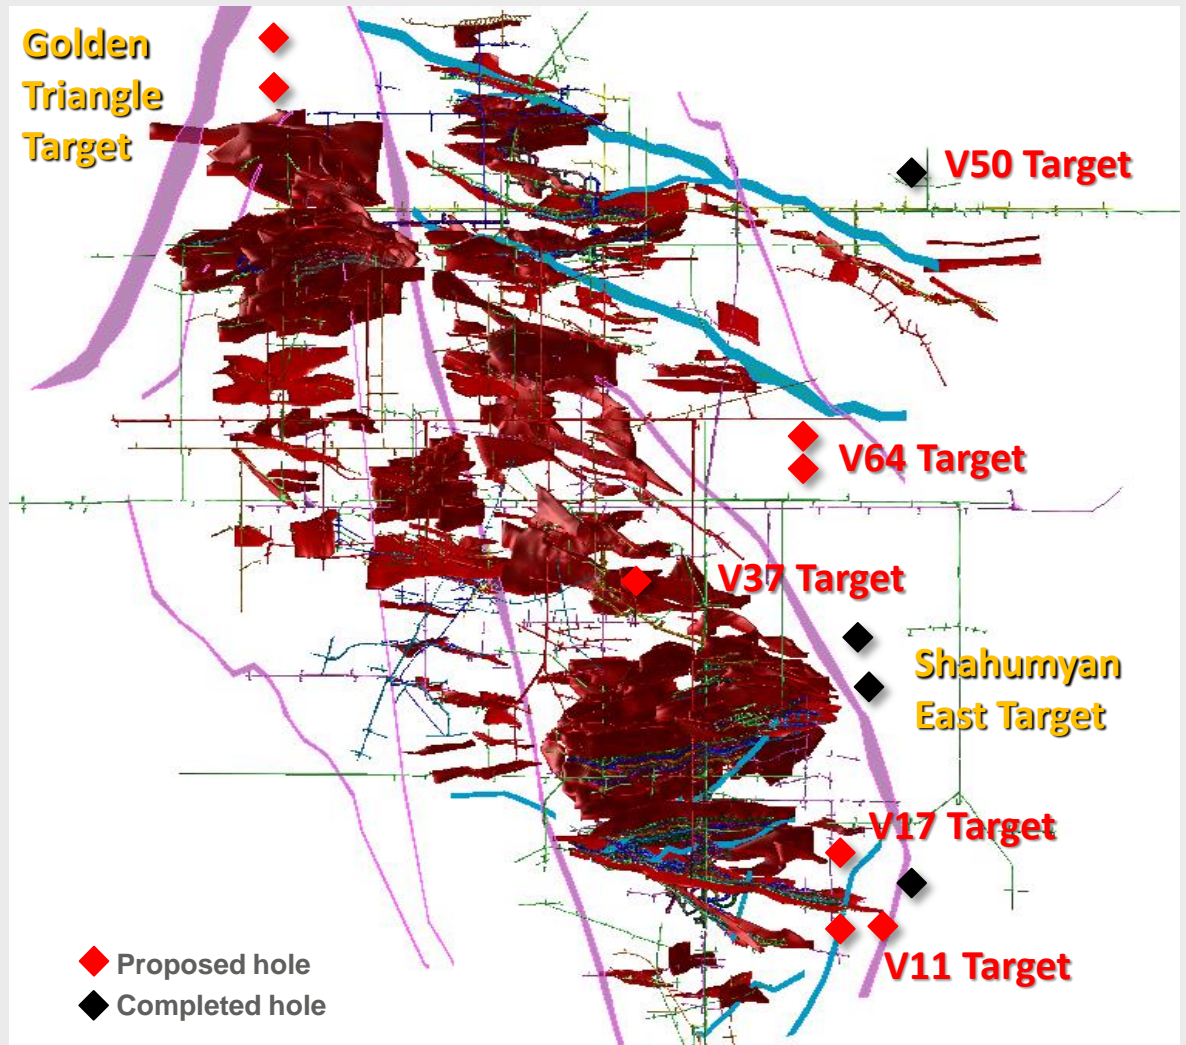 Golden
Triangle
Target
V50 Target
V64 Target
V37 Target
Shahumyan
East Target
V17 Target
V11 Target
Proposed hole
Completed hole